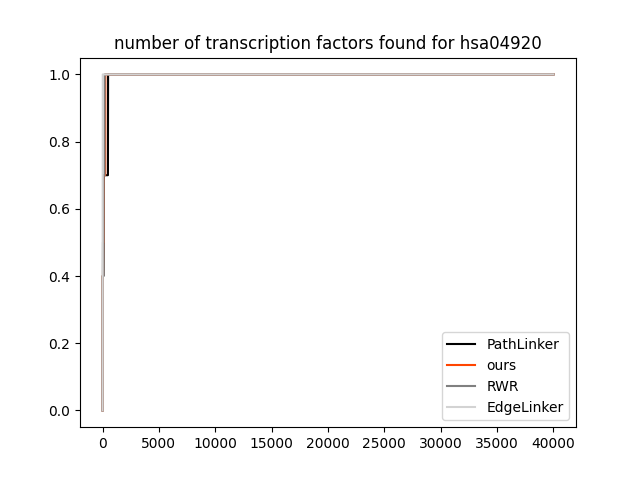 number of transcription factors found for hsa04920
1.0
0.8
0.6
0.4
0.2
0.0
PathLinker
ours
RWR
EdgeLinker
0 5000 10000 15000 20000 25000 30000 35000 40000